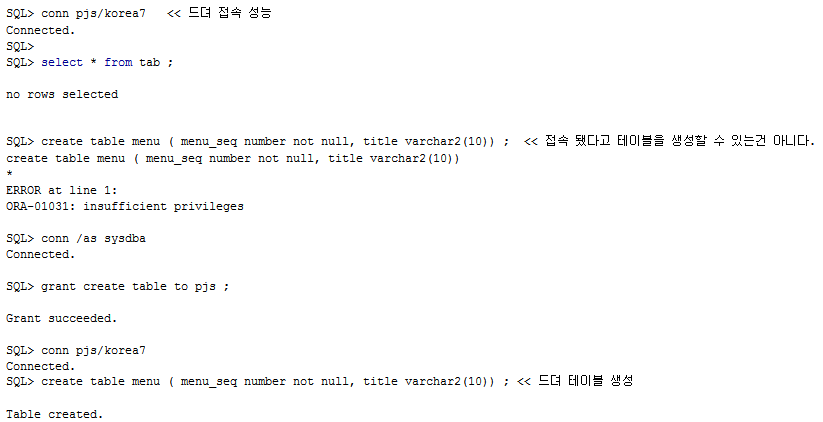 SQL> conn pjs/korea7   << 드뎌 접속 성능
Connected.
SQL>
SQL> select * from tab ;
no rows selected
SQL> create table menu ( menu_seq number not null, title varchar2(10)) ;  << 접속 됐다고 테이블을 생성할 수 있는건 아니다.
create table menu ( menu_seq number not null, title varchar2(10))
*
ERROR at line 1:
ORA-01031: insufficient privileges
SQL> conn /as sysdba
Connected.
SQL> grant create table to pjs ;
Grant succeeded.
SQL> conn pjs/korea7
Connected.
SQL> create table menu ( menu_seq number not null, title varchar2(10)) ; << 드뎌 테이블 생성
Table created.